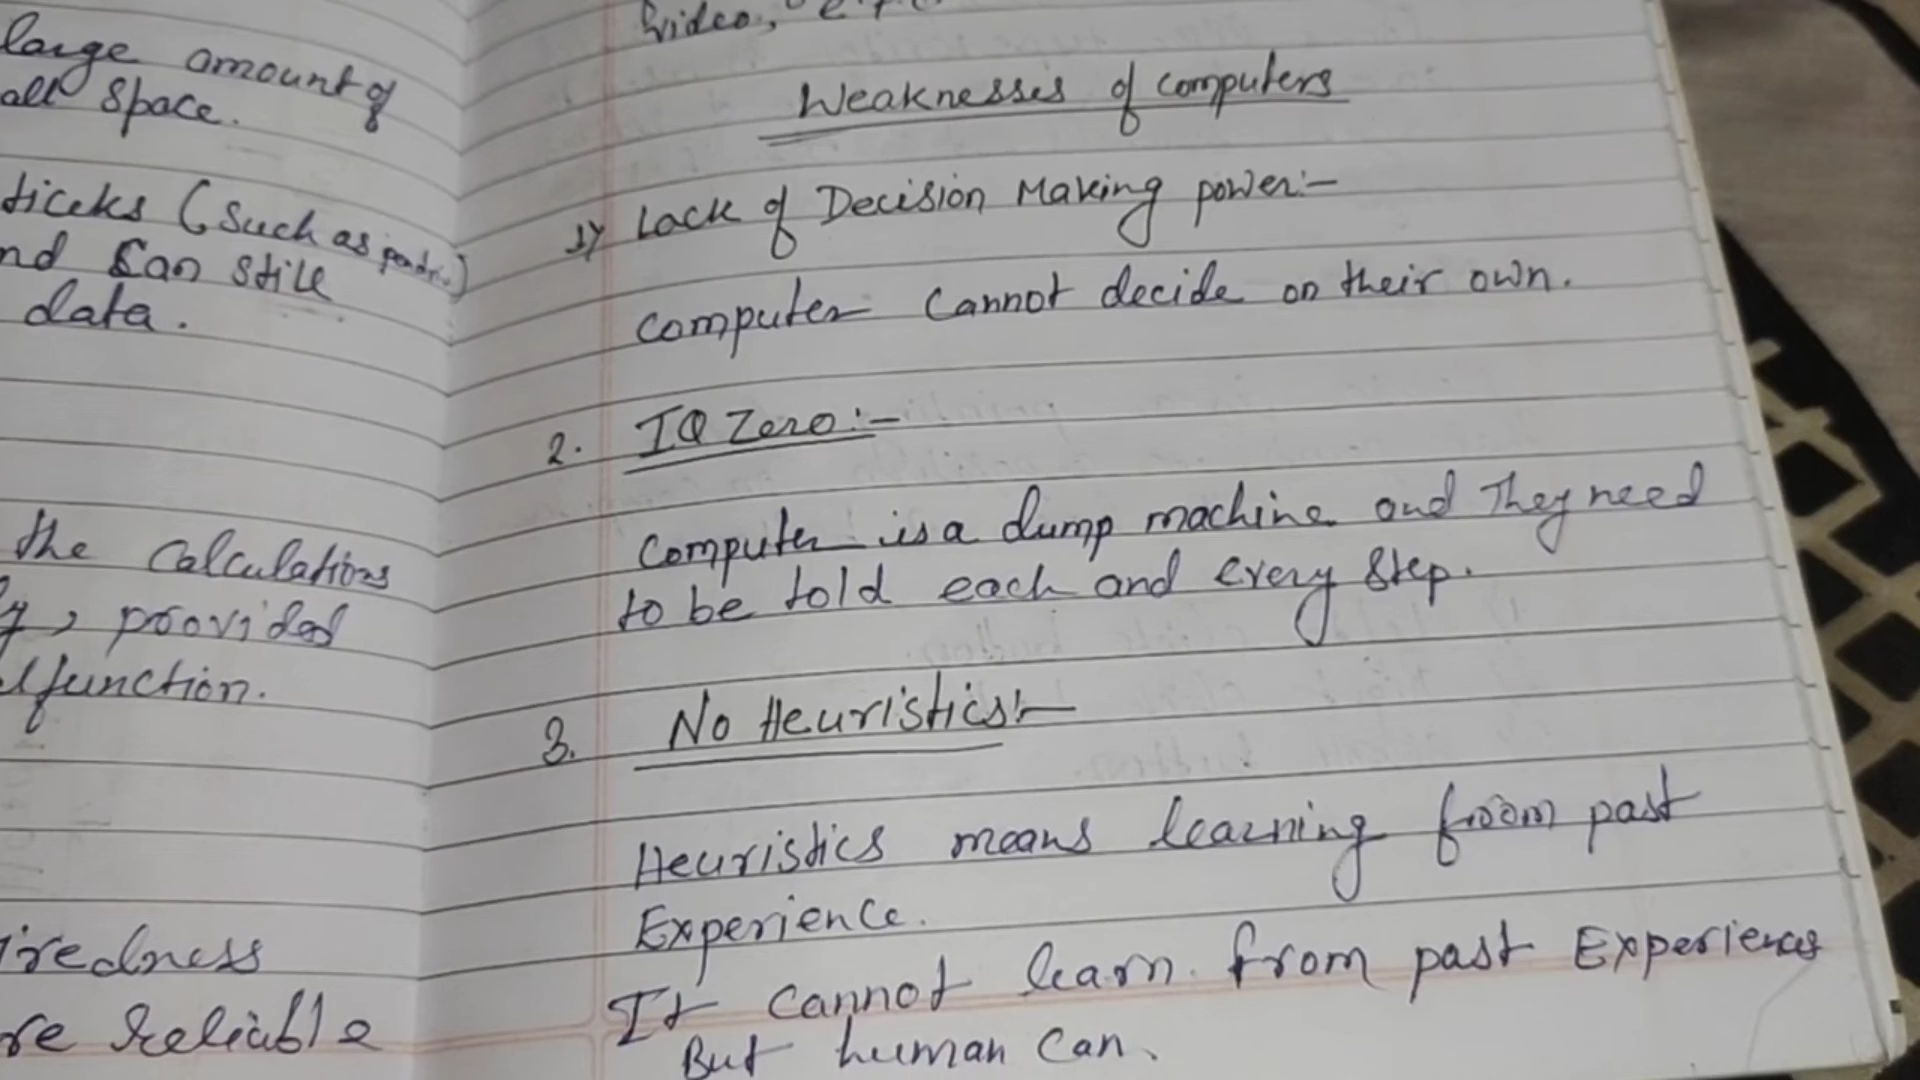 large amount of
all space.
ticks (such as
nd can still
data.
the calculations
provided
function.
iredness
re reliable
Video,
Weaknesses of computers
1) Lack of Decision Making power:-
computer cannot decide on their own.
2. IQ Zero:-
Computer is a dump machine and They need
to be told each and every step.
3. No Heuristics:-
Heuristics means learning from past
Experience.
It cannot learn from past Experiences
But human can.